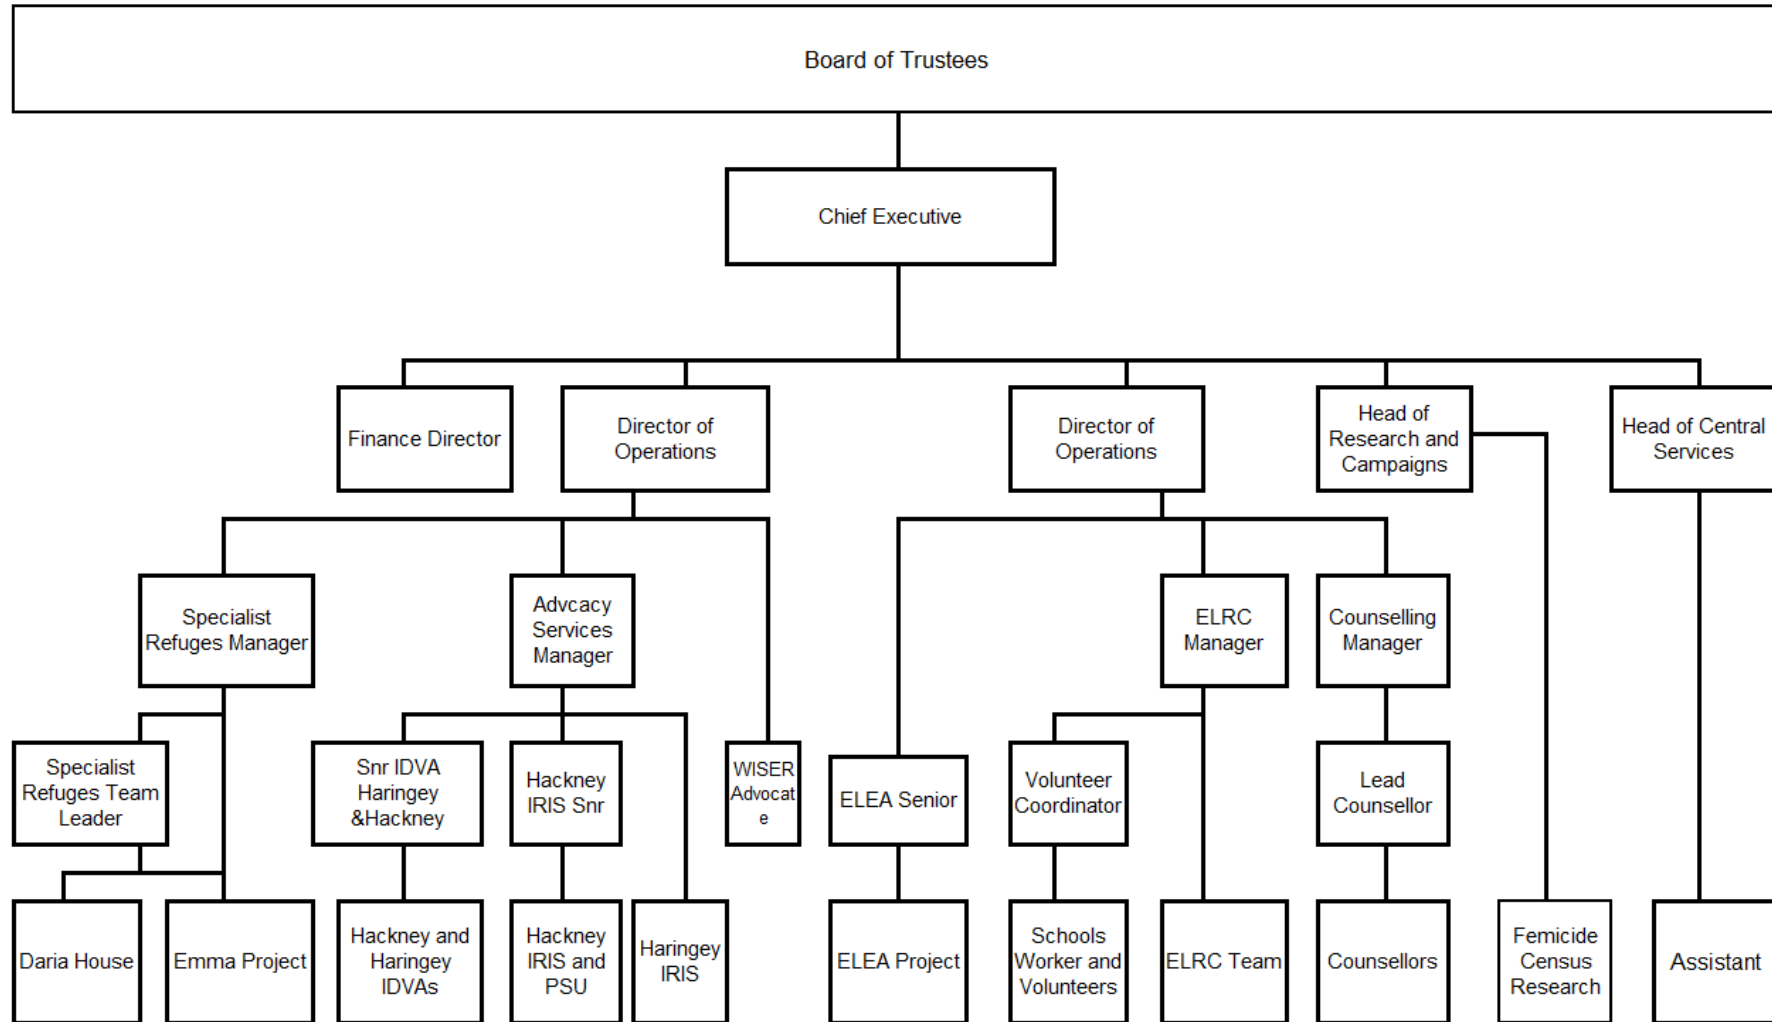 Board of Trustees
Chief Executive
Finance Director
Director of
Operations
Director of
Operations
Head of
Research and
Campaigns
Head of Central
Services
Specialist
Refuges Manager
Advcacy
Services
Manager
ELRC
Manager
Counselling
Manager
Specialist
Refuges Team
Leader
Snr IDVA
Haringey
&Hackney
Hackney
IRIS Snr
WISER
Advocat
e
ELEA Senior
Volunteer
Coordinator
Lead
Counsellor
Daria House
Emma Project
Hackney and
Haringey
IDVAs
Hackney
IRIS and
PSU
Haringey
IRIS
ELEA Project
Schools
Worker and
Volunteers
ELRC Team
Counsellors
Femicide
Census
Research
Assistant